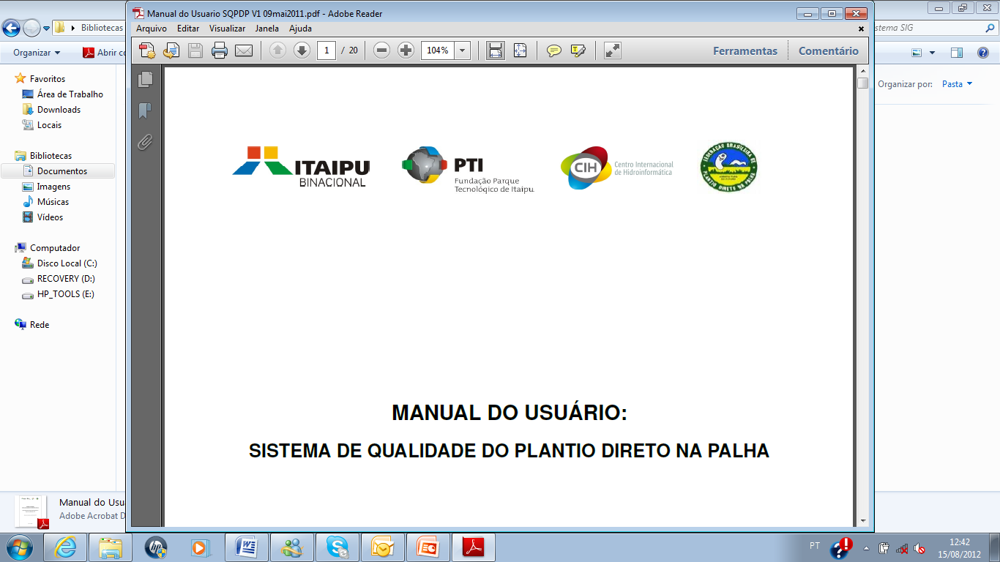 Manual do Usuario SQPDP V1 09mai2011.pdf - Adobe Reader
Arquivo Editar Visualizar Janela Ajuda
1 / 20 104% Ferramentas Comentário
Bibliotecas
stema SIG
Organizar
Abrir co
Organizar por: Pasta
Favoritos
Área de Trabalho
Downloads
Locais
Bibliotecas
Documentos
Imagens
Músicas
Vídeos
Computador
Disco Local (C:)
RECOVERY (D:)
HP_TOOLS (E:)
Rede
ITAIPU
BINACIONAL
PTI
Fundação Parque
Tecnológico de Itaipu.
CIH
Centro Internacional
de Hidroinformática
FEDERAÇÃO BRASILEIRA DE
PLANTIO DIRETO NA PALHA
MANUAL DO USUÁRIO:
SISTEMA DE QUALIDADE DO PLANTIO DIRETO NA PALHA
Manual do Usu
Adobe Acrobat D
PT
12:42
15/08/2012